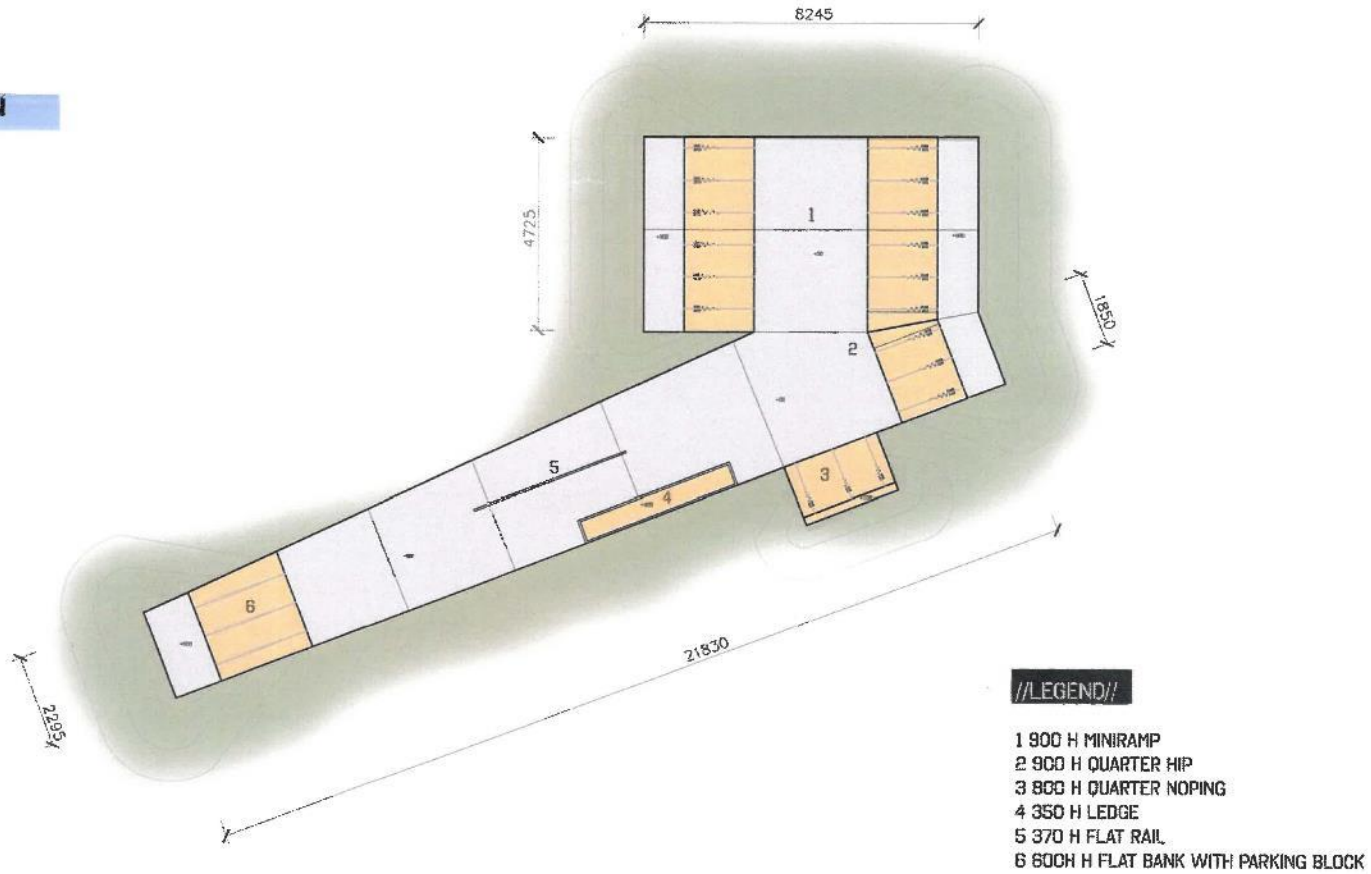 8245
4725
1850
1
2
3
4
5
6
21830
2295
//LEGEND//
1 900 H MINIRAMP
2 900 H QUARTER HIP
3 800 H QUARTER NOPING
4 350 H LEDGE
5 370 H FLAT RAIL
6 600H H FLAT BANK WITH PARKING BLOCK